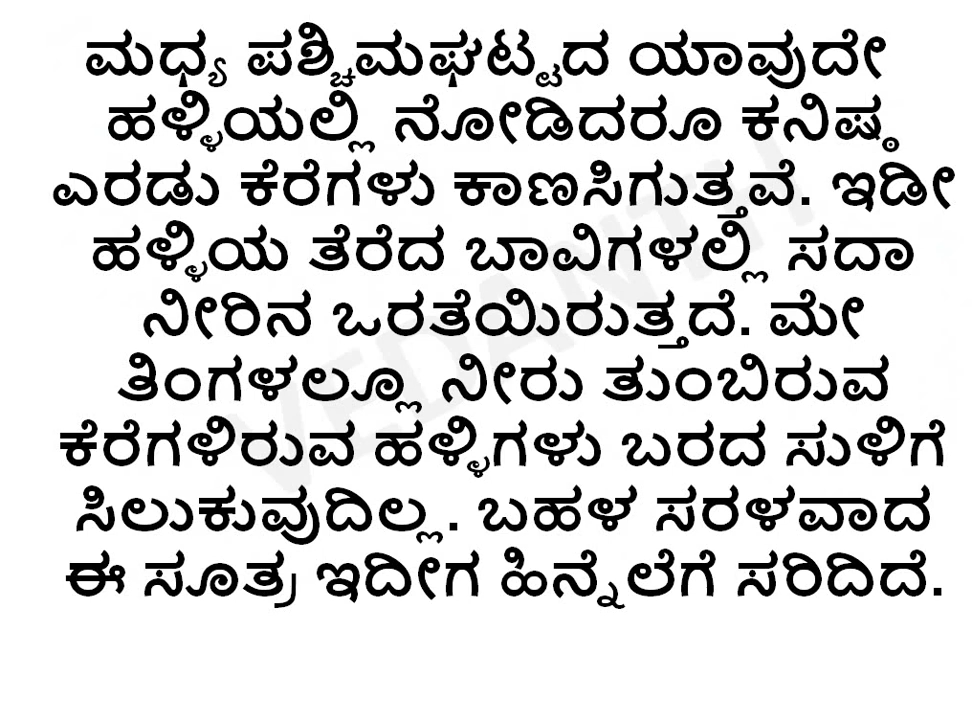 ಮಧ್ಯ ಪಶ್ಚಿಮಘಟ್ಟದ ಯಾವುದೇ
ಹಳ್ಳಿಯಲ್ಲಿ ನೋಡಿದರೂ ಕನಿಷ್ಠ
ಎರಡು ಕೆರೆಗಳು ಕಾಣಸಿಗುತ್ತವೆ. ಇಡೀ
ಹಳ್ಳಿಯ ತೆರೆದ ಬಾವಿಗಳಲ್ಲಿ ಸದಾ
ನೀರಿನ ಒರತೆಯಿರುತ್ತದೆ. ಮೇ
ತಿಂಗಳಲ್ಲೂ ನೀರು ತುಂಬಿರುವ
ಕೆರೆಗಳಿರುವ ಹಳ್ಳಿಗಳು ಬರದ ಸುಳಿಗೆ
ಸಿಲುಕುವುದಿಲ್ಲ. ಬಹಳ ಸರಳವಾದ
ಈ ಸೂತ್ರ ಇದೀಗ ಹಿನ್ನೆಲೆಗೆ ಸರಿದಿದೆ.